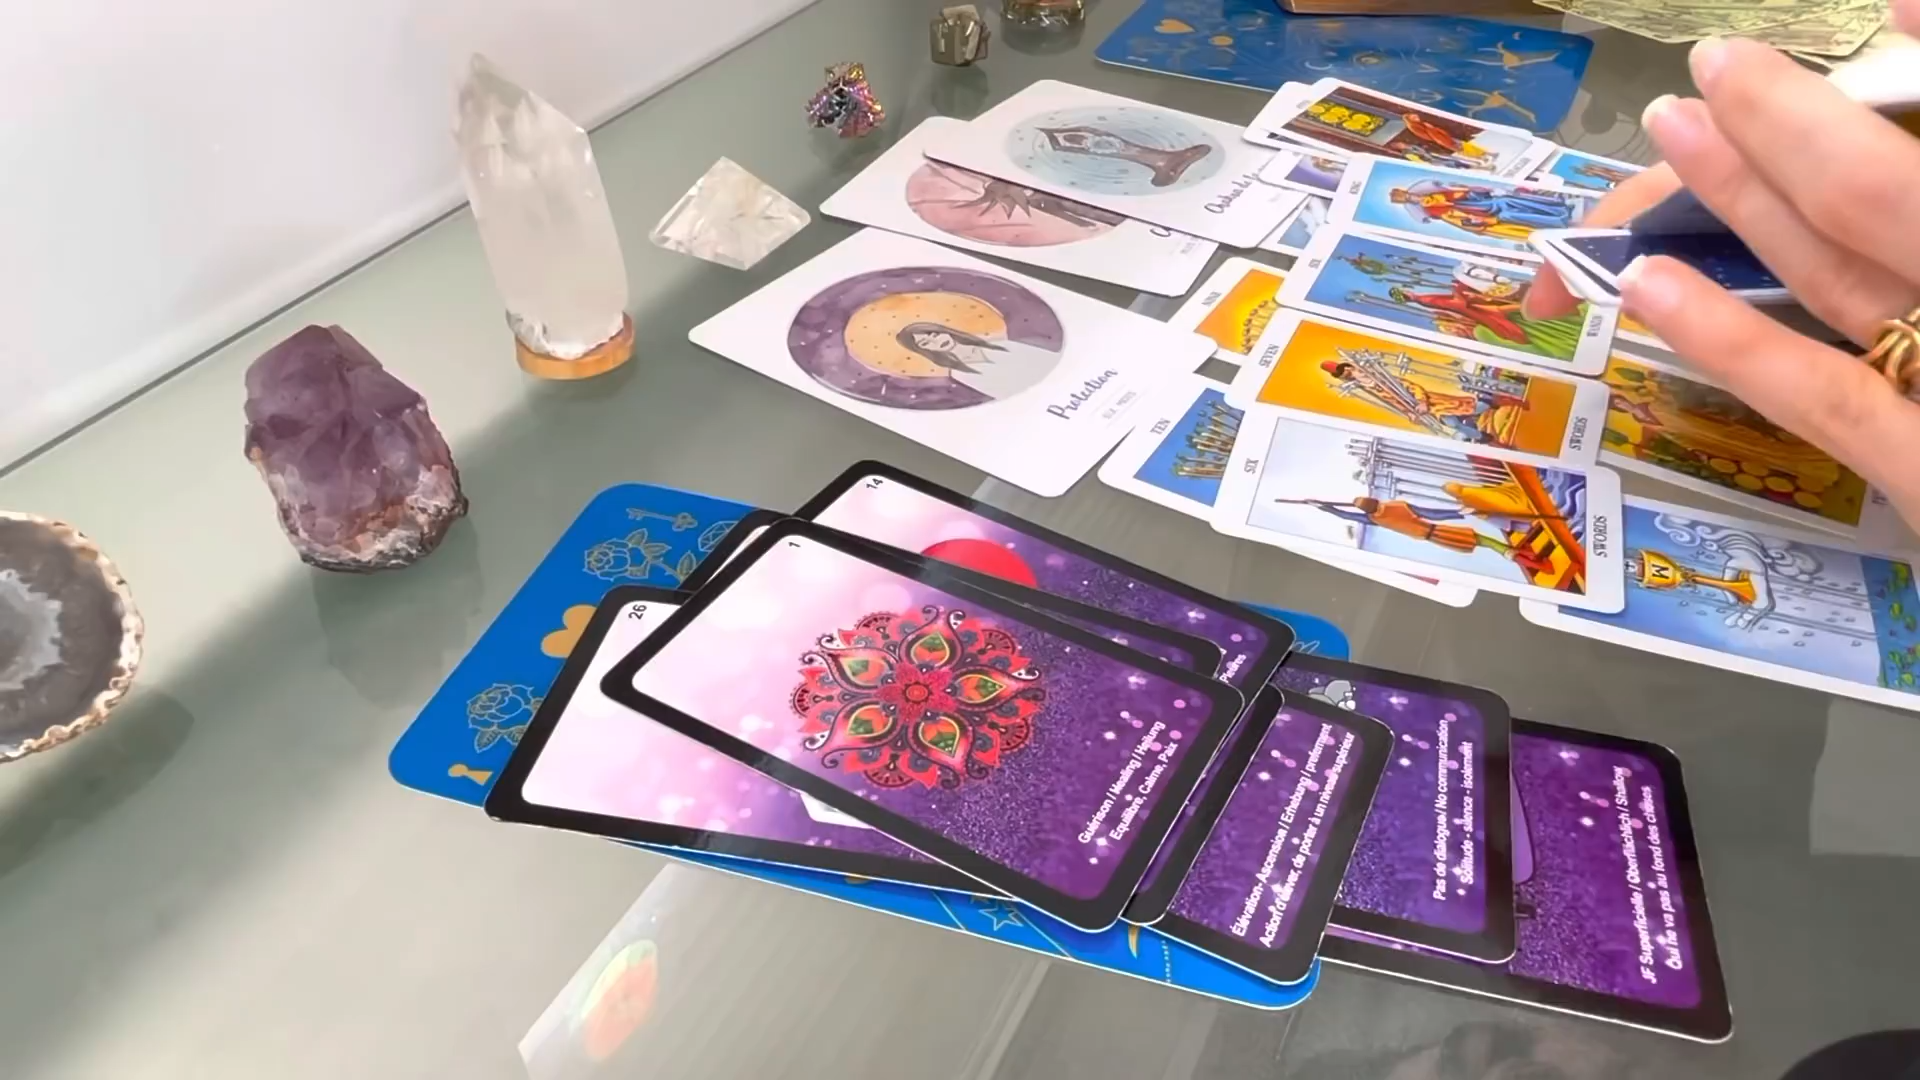 KING
SIX
WANDS
NINE
SEVEN
SWORDS
TEN
SIX
SWORDS
M
Protection
14
1
26
Guérison / Healing / Heilung
Equilibre, Calme, Paix
Élévation- Ascension / Erhebung / préferment
Action d'élever, de porter à un niveau supérieur
Pas de dialogue / No communication
Solitude - silence - isolement
JF Superficielle / Oberflächlich / Shallow
Qui ne va pas au fond des choses